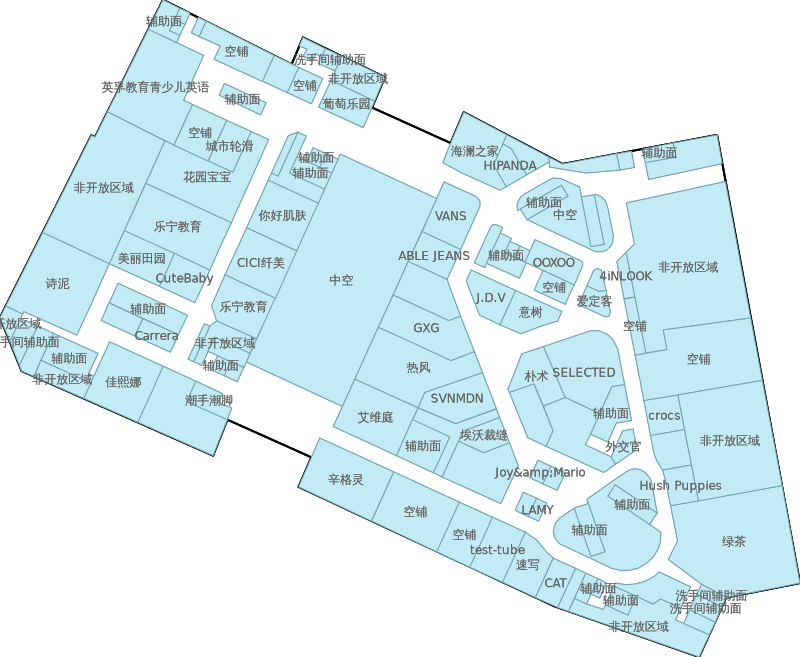 辅助面
空铺
洗手间辅助面
非开放区域
英孚教育青少儿英语
空铺
辅助面
葡萄乐园
空铺
城市轮滑
海澜之家
HIPANDA
辅助面
辅助面
辅助面
花园宝宝
非开放区域
辅助面
中空
你好肌肤
VANS
乐宁教育
ABLE JEANS
辅助面
OOXOO
美丽田园
CICI纤美
CuteBaby
中空
4iNLOOK
非开放区域
诗泥
空铺
J.D.V
爱定客
辅助面
乐宁教育
意树
放区域
Carrera
GXG
空铺
手间辅助面
非开放区域
辅助面
辅助面
热风
空铺
非开放区域
佳熙娜
朴术
SELECTED
潮手潮脚
SVNMDN
艾维庭
辅助面
crocs
埃沃裁缝
辅助面
外交官
非开放区域
辛格灵
Joy&amp;Mario
Hush Puppies
空铺
LAMY
辅助面
空铺
辅助面
test-tube
绿茶
速写
CAT
辅助面
辅助面
洗手间辅助面
洗手间辅助面
非开放区域